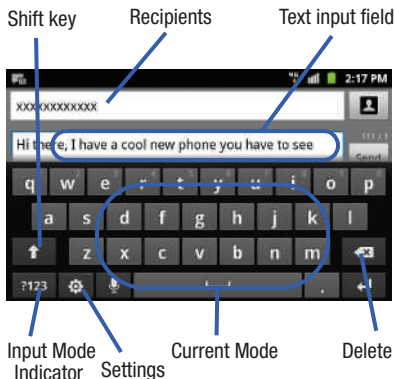 Shift key Recipients Text input field
2:17 PM
xxxxxxxxxxxx
Hi there, I have a cool new phone you have to see
Send
q w e r t y u i o p
a s d f g h j k l
z x c v b n m
?123 .
Input Mode Indicator Settings Current Mode Delete